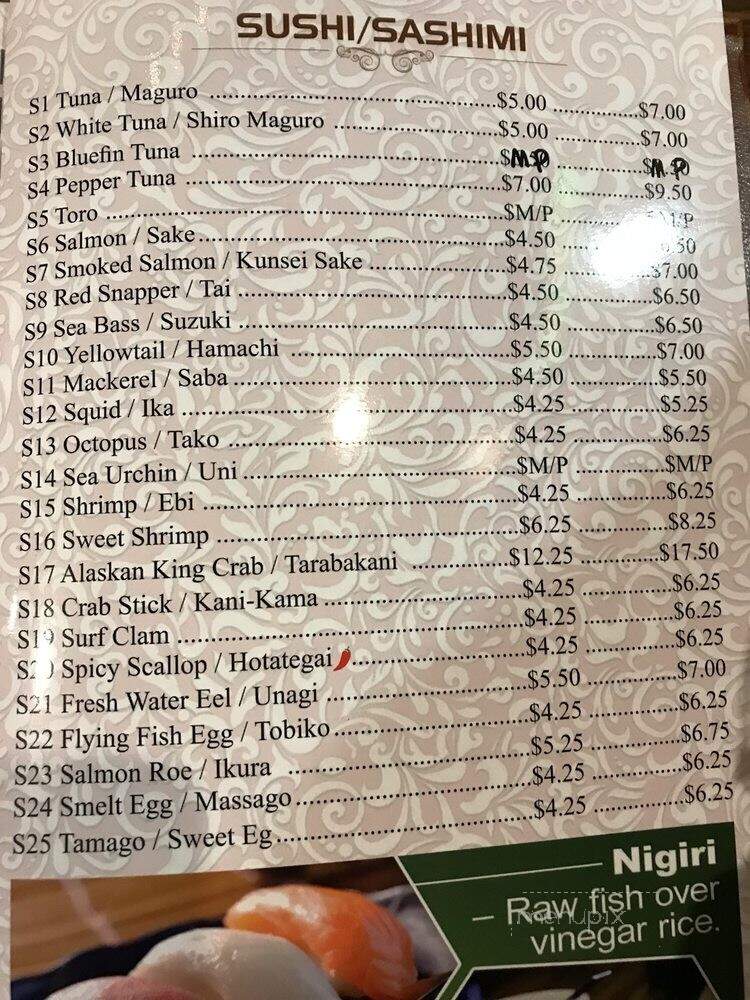 SUSHI/SASHIMI
S1 Tuna / Maguro ..... $5.00 ..... $7.00
S2 White Tuna / Shiro Maguro ..... $5.00 ..... $7.00
S3 Bluefin Tuna ..... $M.P ..... $M.P
S4 Pepper Tuna ..... $7.00 ..... $9.50
S5 Toro ..... $M/P ..... M/P
S6 Salmon / Sake ..... $4.50 ..... .50
S7 Smoked Salmon / Kunsei Sake ..... $4.75 ..... $7.00
S8 Red Snapper / Tai ..... $4.50 ..... $6.50
S9 Sea Bass / Suzuki ..... $4.50 ..... $6.50
S10 Yellowtail / Hamachi ..... $5.50 ..... $7.00
S11 Mackerel / Saba ..... $4.50 ..... $5.50
S12 Squid / Ika ..... $4.25 ..... $5.25
S13 Octopus / Tako ..... $4.25 ..... $6.25
S14 Sea Urchin / Uni ..... $M/P ..... $M/P
S15 Shrimp / Ebi ..... $4.25 ..... $6.25
S16 Sweet Shrimp ..... $6.25 ..... $8.25
S17 Alaskan King Crab / Tarabakani ..... $12.25 ..... $17.50
S18 Crab Stick / Kani-Kama ..... $4.25 ..... $6.25
S19 Surf Clam ..... $4.25 ..... $6.25
S20 Spicy Scallop / Hotategai ..... $4.25 ..... $6.25
S21 Fresh Water Eel / Unagi ..... $5.50 ..... $7.00
S22 Flying Fish Egg / Tobiko ..... $4.25 ..... $6.25
S23 Salmon Roe / Ikura ..... $5.25 ..... $6.75
S24 Smelt Egg / Massago ..... $4.25 ..... $6.25
S25 Tamago / Sweet Eg ..... $4.25 ..... $6.25
Nigiri
– Raw fish over
vinegar rice.
menupix